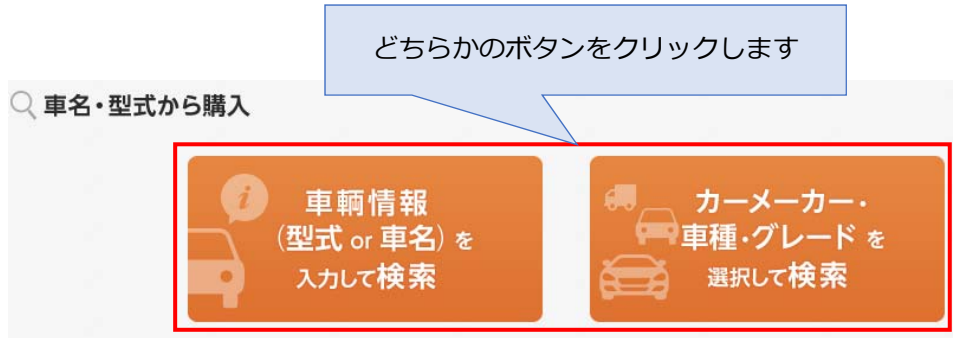 どちらかのボタンをクリックします
車名・型式から購入
車輌情報
(型式 or 車名) を
入力して検索
カーメーカー・
車種・グレード を
選択して検索